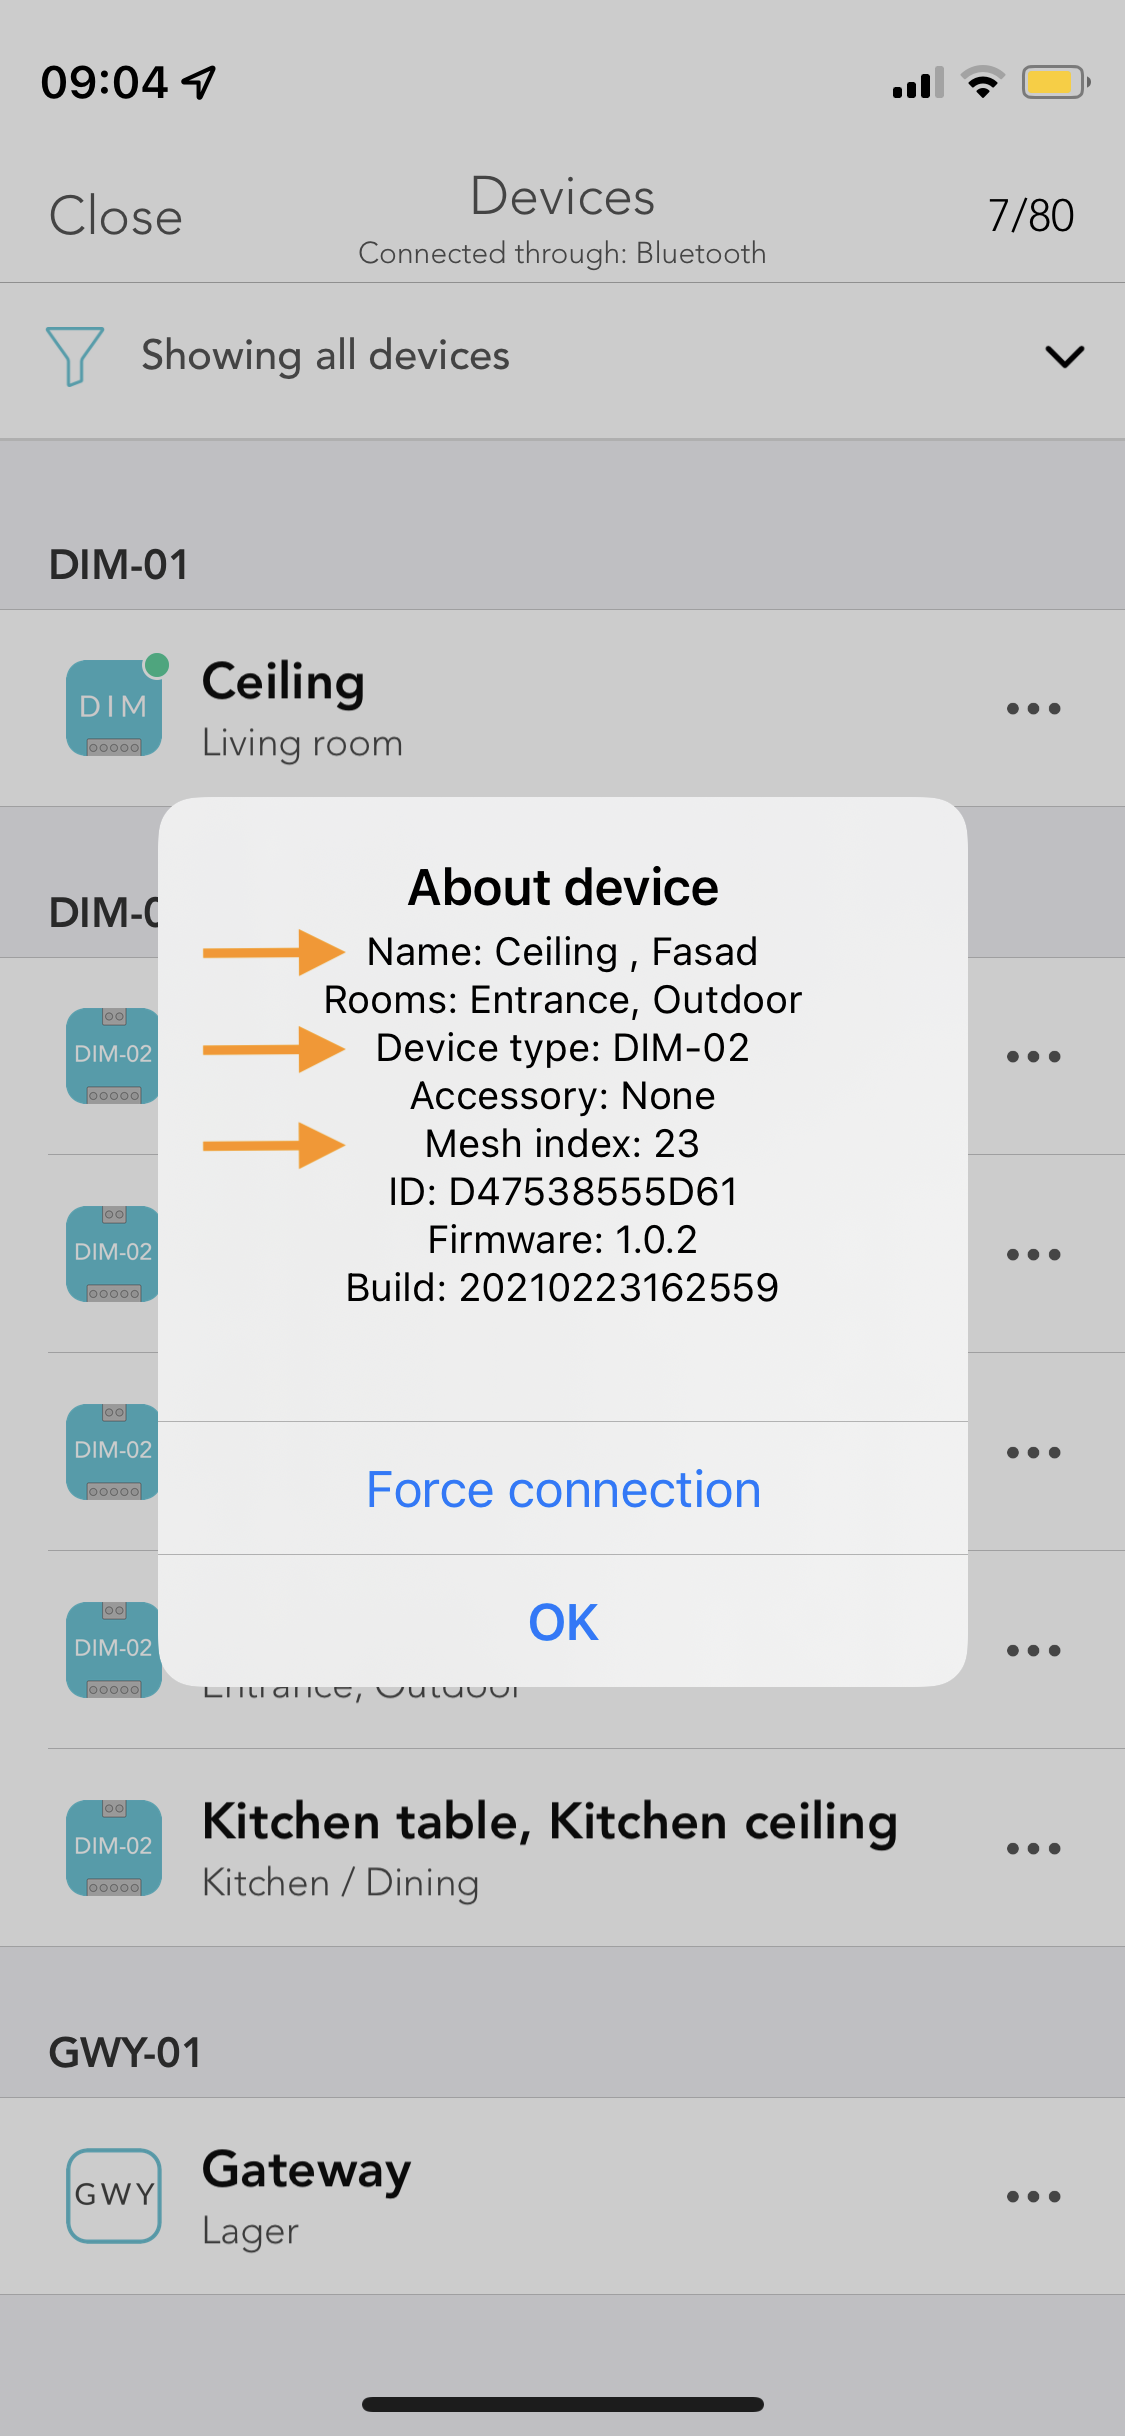 09:04
Close
Devices
7/80
Connected through: Bluetooth
Showing all devices
DIM-01
DIM
Ceiling
Living room
About device
Name: Ceiling , Fasad
Rooms: Entrance, Outdoor
Device type: DIM-02
Accessory: None
Mesh index: 23
ID: D47538555D61
Firmware: 1.0.2
Build: 20210223162559
Force connection
OK
DIM-0
DIM-02
DIM-02
DIM-02
DIM-02
Entrance, Outdoor
DIM-02
Kitchen table, Kitchen ceiling
Kitchen / Dining
GWY-01
GWY
Gateway
Lager